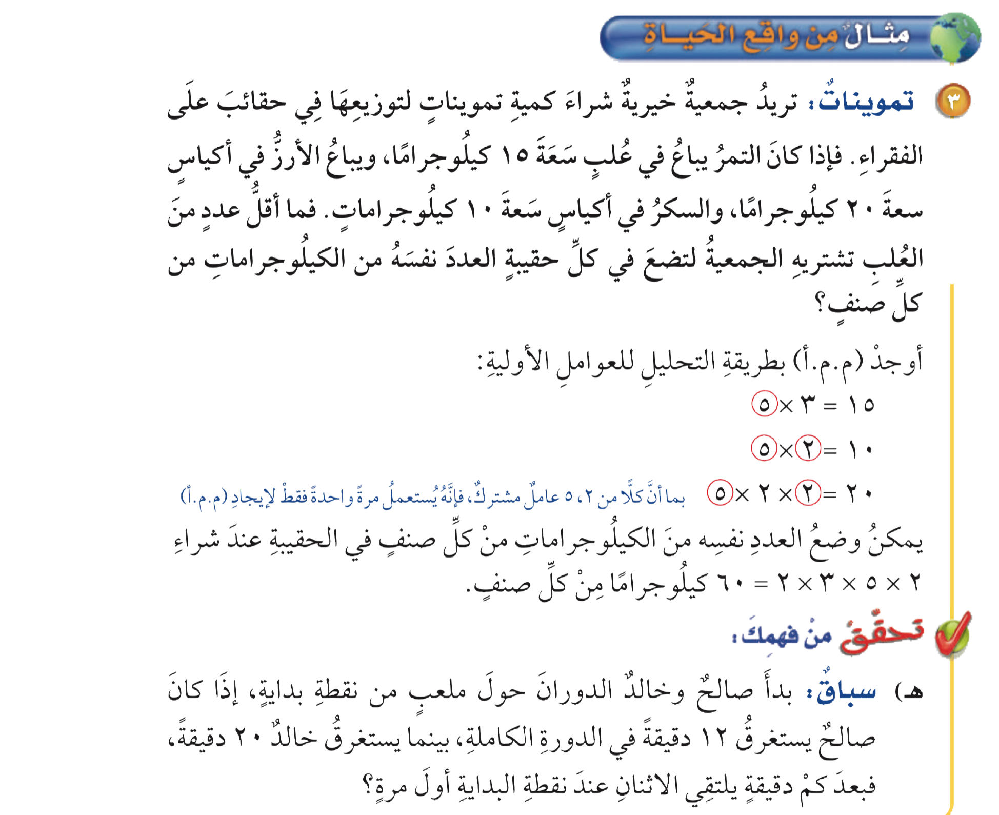 مِثَالٌ مِن واقِعِ الحَيَاةِ
٣ تمويناتٌ: تريدُ جمعيةٌ خيريةٌ شراءَ كميةِ تمويناتٍ لتوزيعِهَا فِي حقائبَ علَى
الفقراءِ. فإذا كانَ التمرُ يباعُ في عُلبٍ سَعَةَ ١٥ كيلُوجرامًا، ويباعُ الأرزُّ في أكياسٍ
سعةَ ٢٠ كيلُوجرامًا، والسكرُ في أكياسٍ سَعةَ ١٠ كيلُوجراماتٍ. فما أقلُّ عددٍ منَ
العُلبِ تشتريهِ الجمعيةُ لتضعَ في كلِّ حقيبةٍ العددَ نفسَهُ من الكيلُوجراماتِ من
كلِّ صنفٍ؟
أوجدْ (م.م.أ) بطريقةِ التحليلِ للعواملِ الأوليةِ:
١٥ = ٣ × ٥
١٠ = ٢ × ٥
٢٠ = ٢ × ٢ × ٥ بما أنَّ كلًّا من ٢، ٥ عاملٌ مشتركٌ، فإنَّهُ يُستعملُ مرةً واحدةً فقطْ لإيجادِ (م.م.أ)
يمكنُ وضعُ العددِ نفسِه منَ الكيلُوجراماتِ منْ كلِّ صنفٍ في الحقيبةِ عندَ شراءِ
٢ × ٥ × ٣ × ٢ = ٦٠ كيلُوجرامًا مِنْ كلِّ صنفٍ.
تحقَّقْ منْ فهمِكَ:
هـ) سباقٌ: بدأَ صالحٌ وخالدٌ الدورانَ حولَ ملعبٍ من نقطةِ بدايةٍ، إذَا كانَ
صالحٌ يستغرقُ ١٢ دقيقةً في الدورةِ الكاملةِ، بينما يستغرقُ خالدٌ ٢٠ دقيقةً،
فبعدَ كمْ دقيقةٍ يلتقِي الاثنانِ عندَ نقطةِ البدايةِ أولَ مرةٍ؟